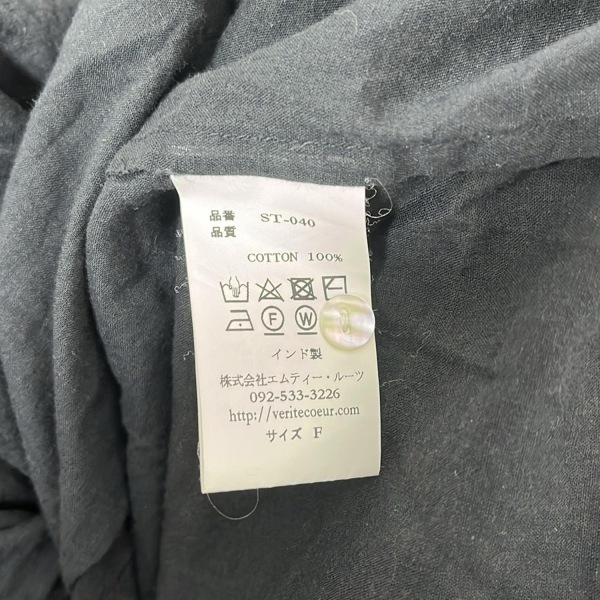 品番 ST-040
品質
COTTON 100%
F W
インド製
株式会社エムティー・ルーツ
092-533-3226
http://veritecoeur.com
サイズ F